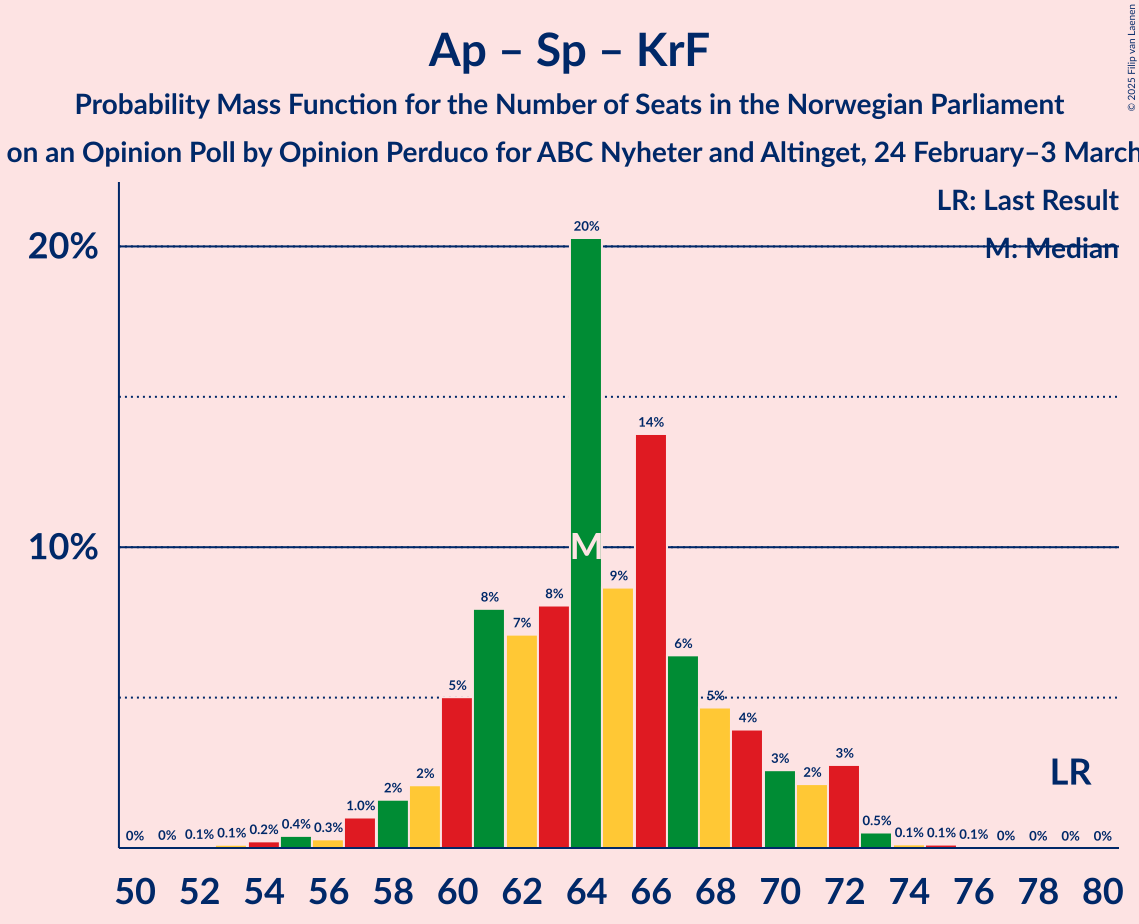 Ap – Sp – KrF
Probability Mass Function for the Number of Seats in the Norwegian Parliament
on an Opinion Poll by Opinion Perduco for ABC Nyheter and Altinget, 24 February–3 March
© 2025 Filip van Laenen
LR: Last Result
M: Median
20%
10%
0% 0% 0.1% 0.1% 0.2% 0.4% 0.3% 1.0% 2% 2% 5% 8% 7% 8% 20% 9% 14% 6% 5% 4% 3% 2% 3% 0.5% 0.1% 0.1% 0.1% 0% 0% 0% 0%
M
LR
50 52 54 56 58 60 62 64 66 68 70 72 74 76 78 80